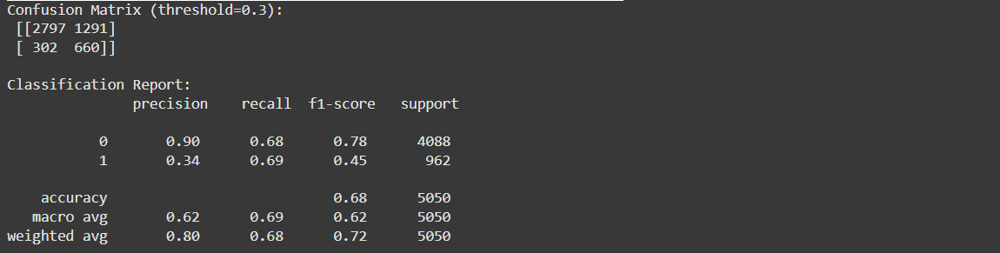 Confusion Matrix (threshold=0.3):
[[2797 1291]
[ 302 660]]
Classification Report:
precision recall f1-score support
0 0.90 0.68 0.78 4088
1 0.34 0.69 0.45 962
accuracy 0.68 5050
macro avg 0.62 0.69 0.62 5050
weighted avg 0.80 0.68 0.72 5050